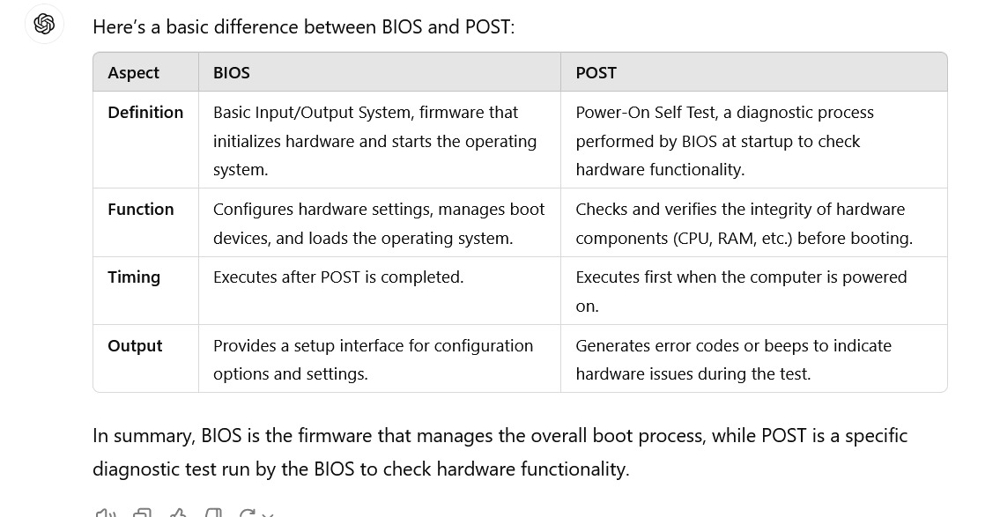 Here's a basic difference between BIOS and POST:
Aspect BIOS POST
Definition Basic Input/Output System, firmware that Power-On Self Test, a diagnostic process
initializes hardware and starts the operating performed by BIOS at startup to check
system. hardware functionality.
Function Configures hardware settings, manages boot Checks and verifies the integrity of hardware
devices, and loads the operating system. components (CPU, RAM, etc.) before booting.
Timing Executes after POST is completed. Executes first when the computer is powered
on.
Output Provides a setup interface for configuration Generates error codes or beeps to indicate
options and settings. hardware issues during the test.
In summary, BIOS is the firmware that manages the overall boot process, while POST is a specific
diagnostic test run by the BIOS to check hardware functionality.